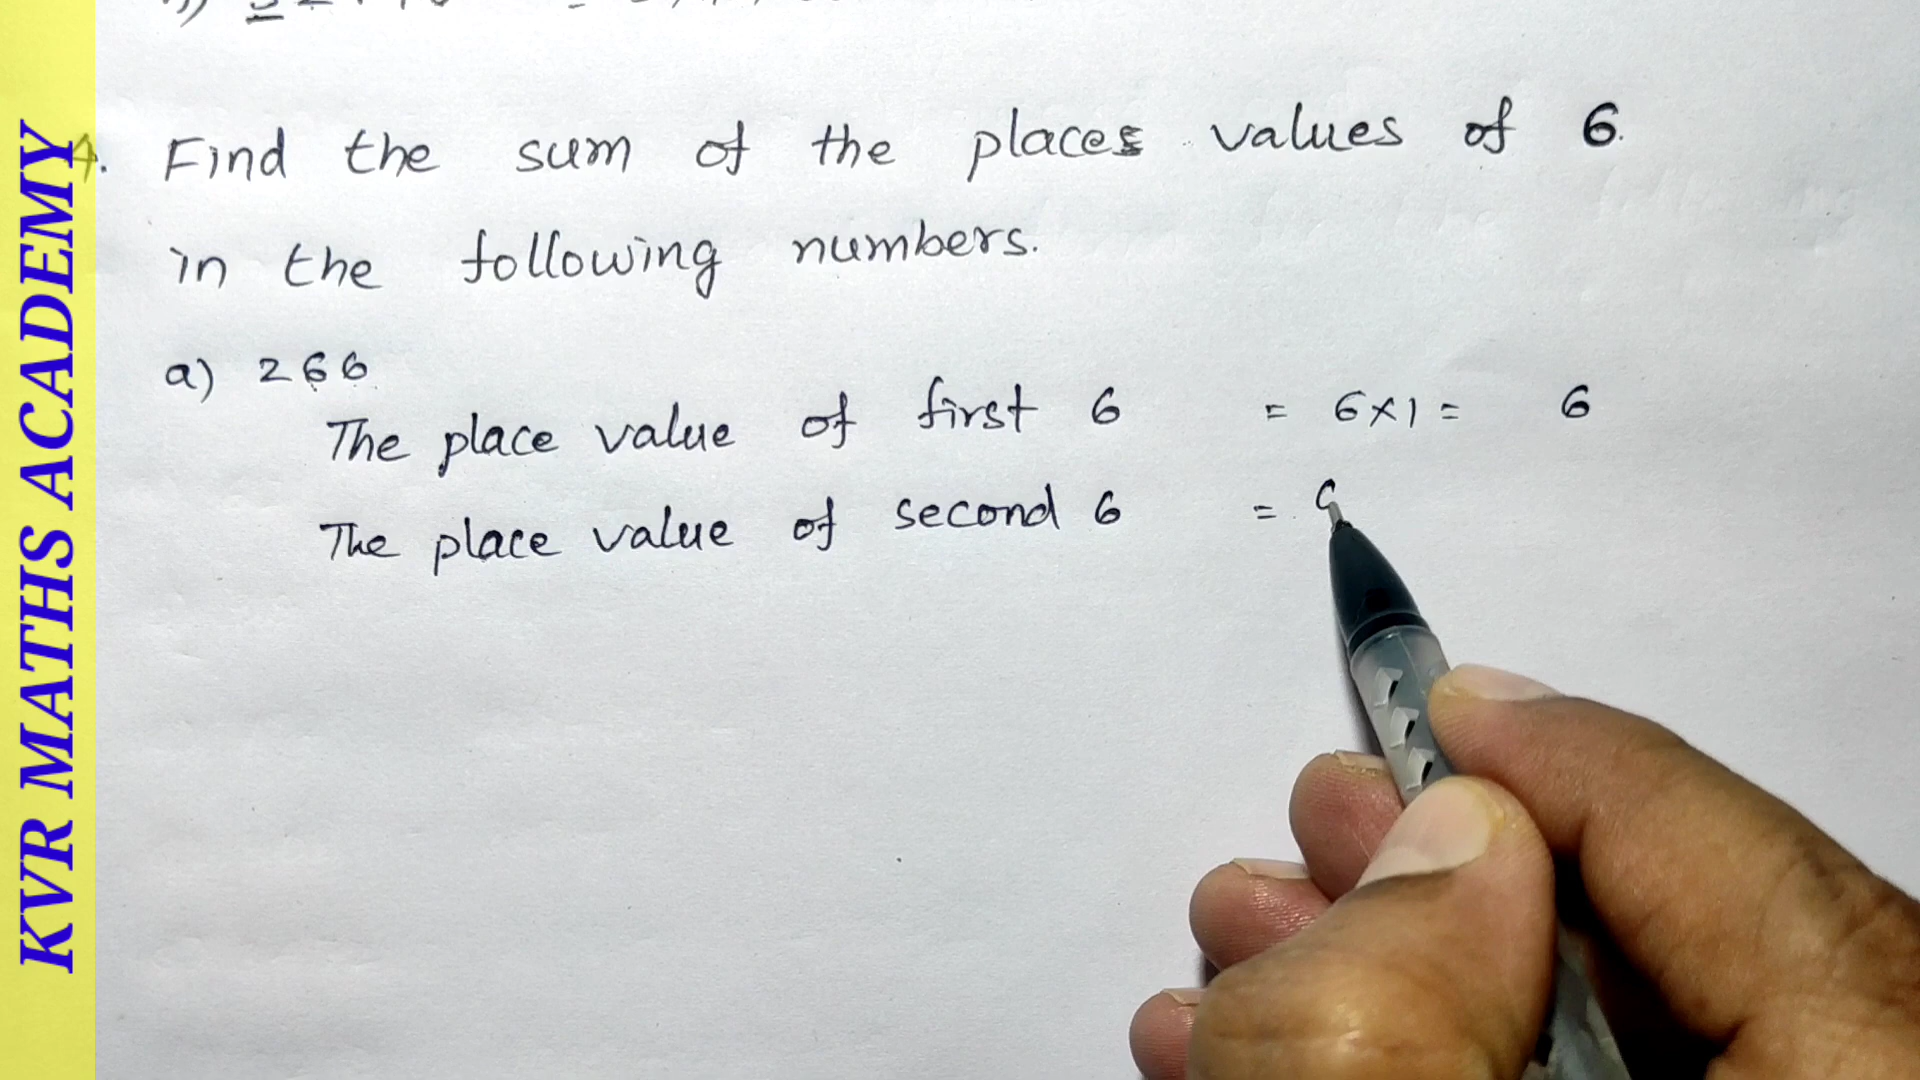 KVR MATHS ACADEMY
4. Find the sum of the places values of 6
in the following numbers.
a) 266
The place value of first 6 = 6×1= 6
The place value of second 6 =